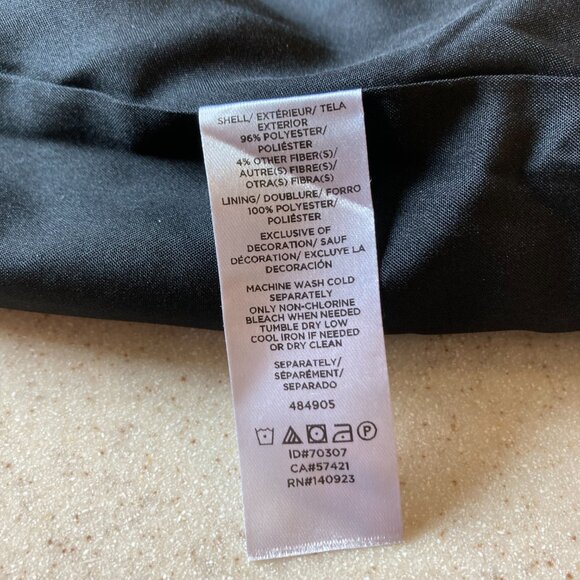 SHELL/ EXTÉRIEUR/ TELA
EXTERIOR
96% POLYESTER/
POLIÉSTER
4% OTHER FIBER(S)/
AUTRE(S) FIBRE(S)/
OTRA(S) FIBRA(S)
LINING/ DOUBLURE/ FORRO
100% POLYESTER/
POLIÉSTER
EXCLUSIVE OF
DECORATION/ SAUF
DÉCORATION/ EXCLUYE LA
DECORACIÓN
MACHINE WASH COLD
SEPARATELY
ONLY NON-CHLORINE
BLEACH WHEN NEEDED
TUMBLE DRY LOW
COOL IRON IF NEEDED
OR DRY CLEAN
SEPARATELY/
SÉPARÉMENT/
SEPARADO
484905
P
ID#70307
CA#57421
RN#140923